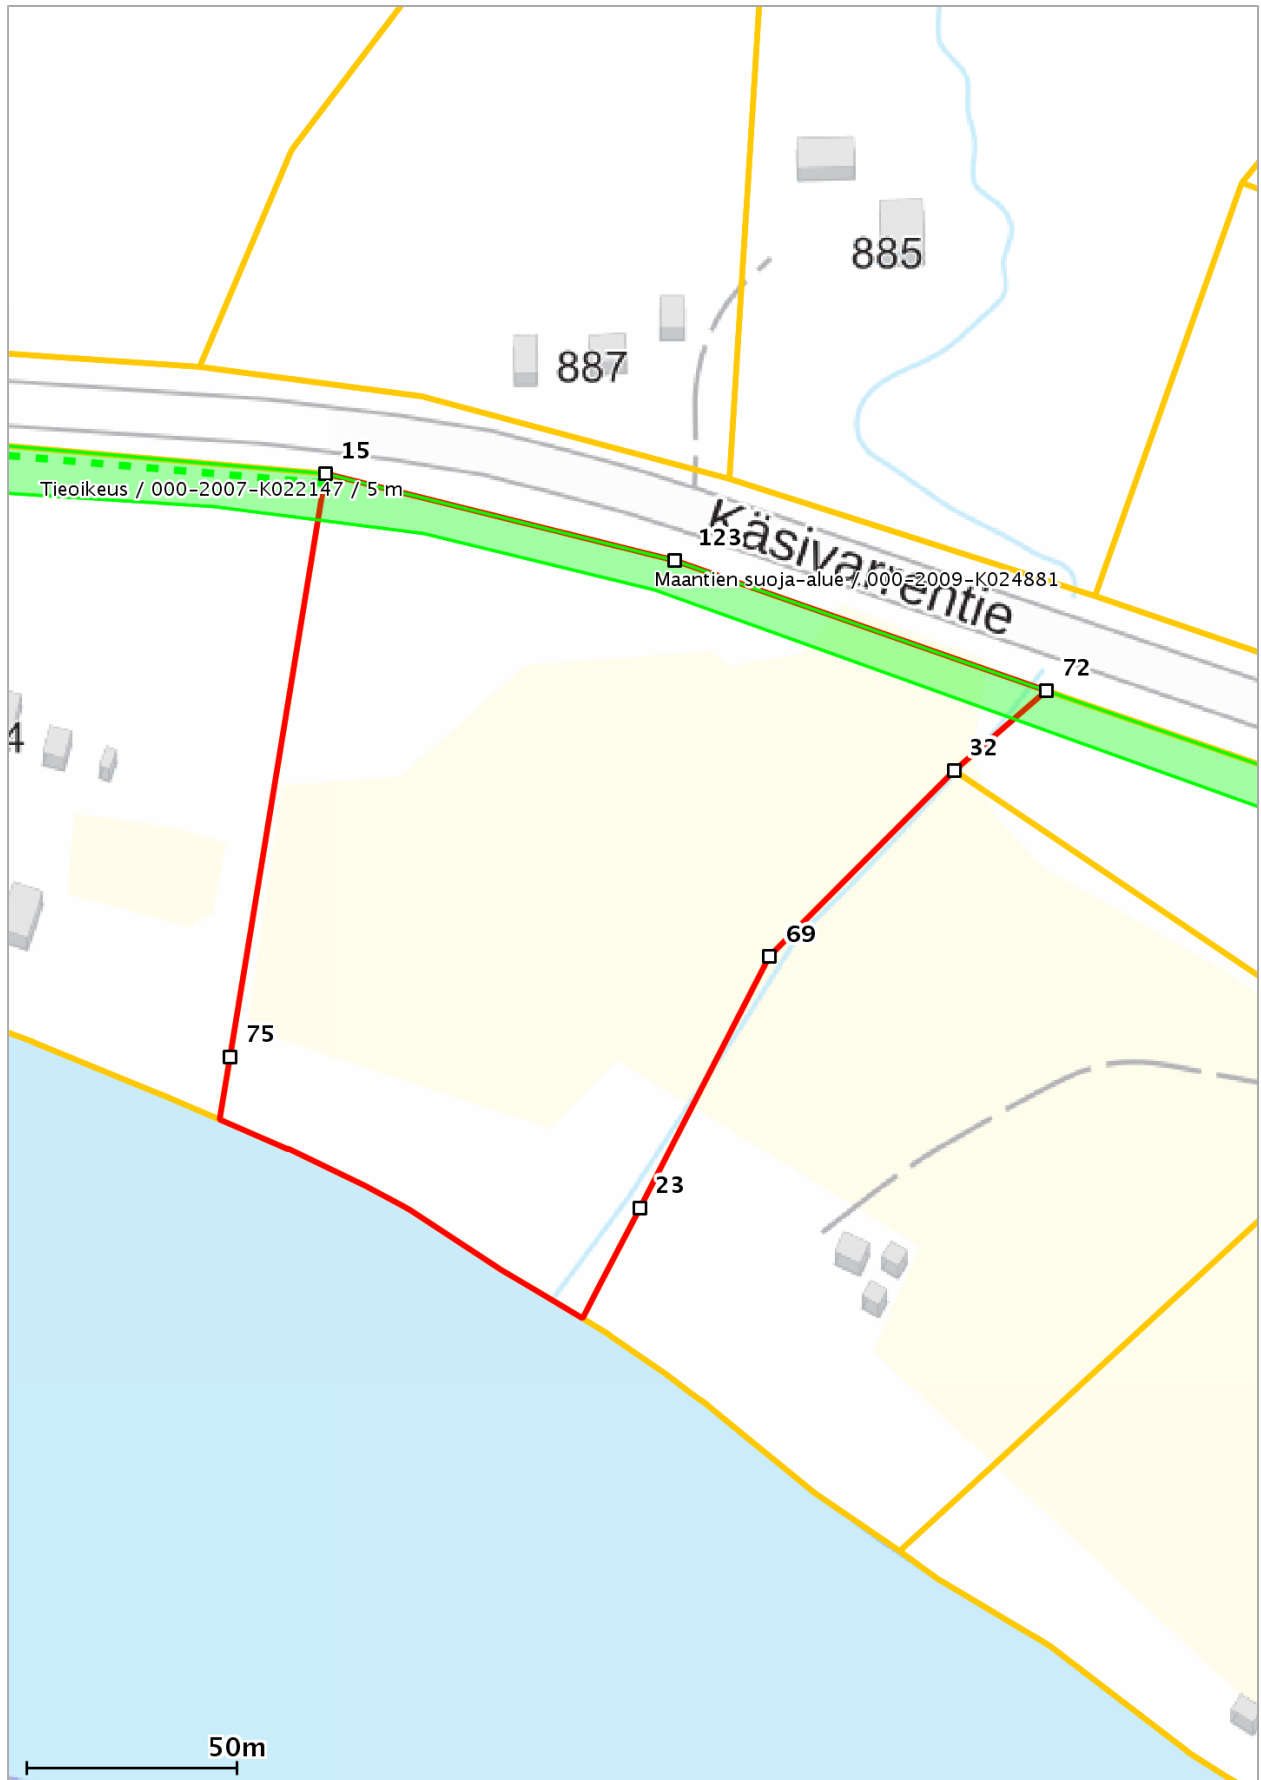 885
887
15
Tieoikeus / 000-2007-K022147 / 5 m
Käsivarrentie
123
Maantien suoja-alue / 000-2009-K024881
72
4
32
69
75
23
50m